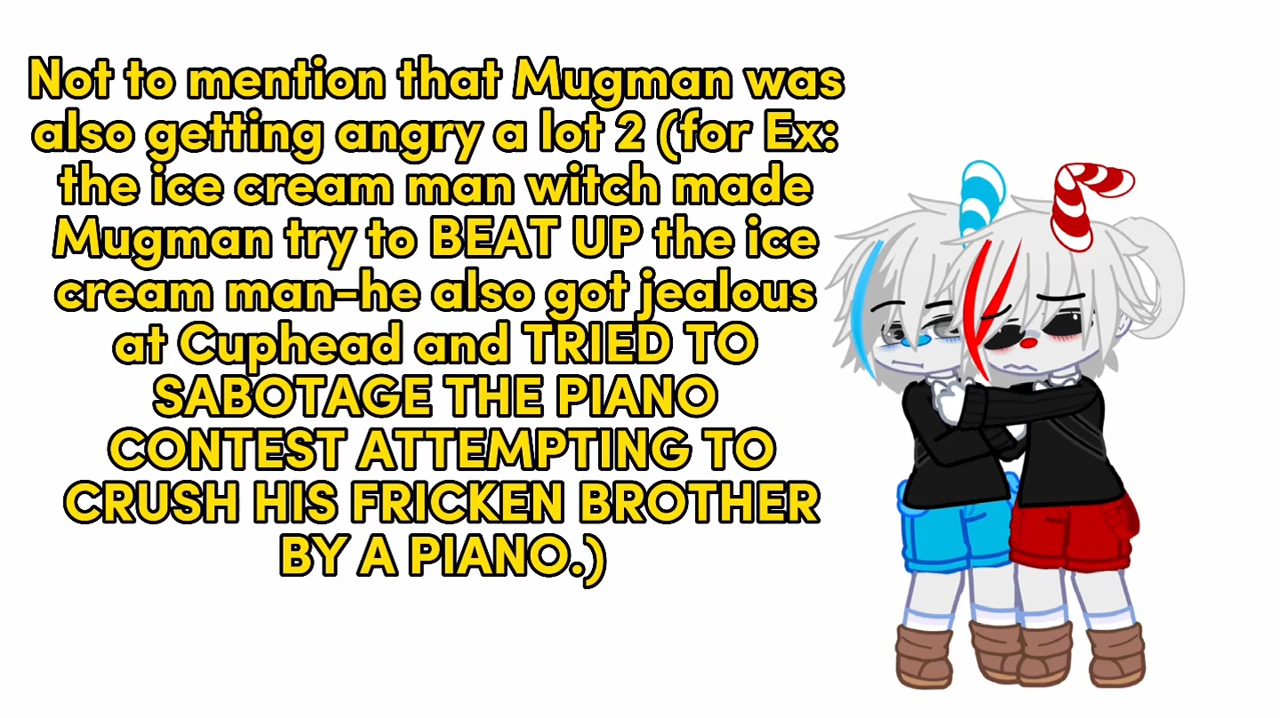 Not to mention that Mugman was
also getting angry a lot 2 (for Ex:
the ice cream man witch made
Mugman try to BEAT UP the ice
cream man-he also got jealous
at Cuphead and TRIED TO
SABOTAGE THE PIANO
CONTEST ATTEMPTING TO
CRUSH HIS FRICKEN BROTHER
BY A PIANO.)